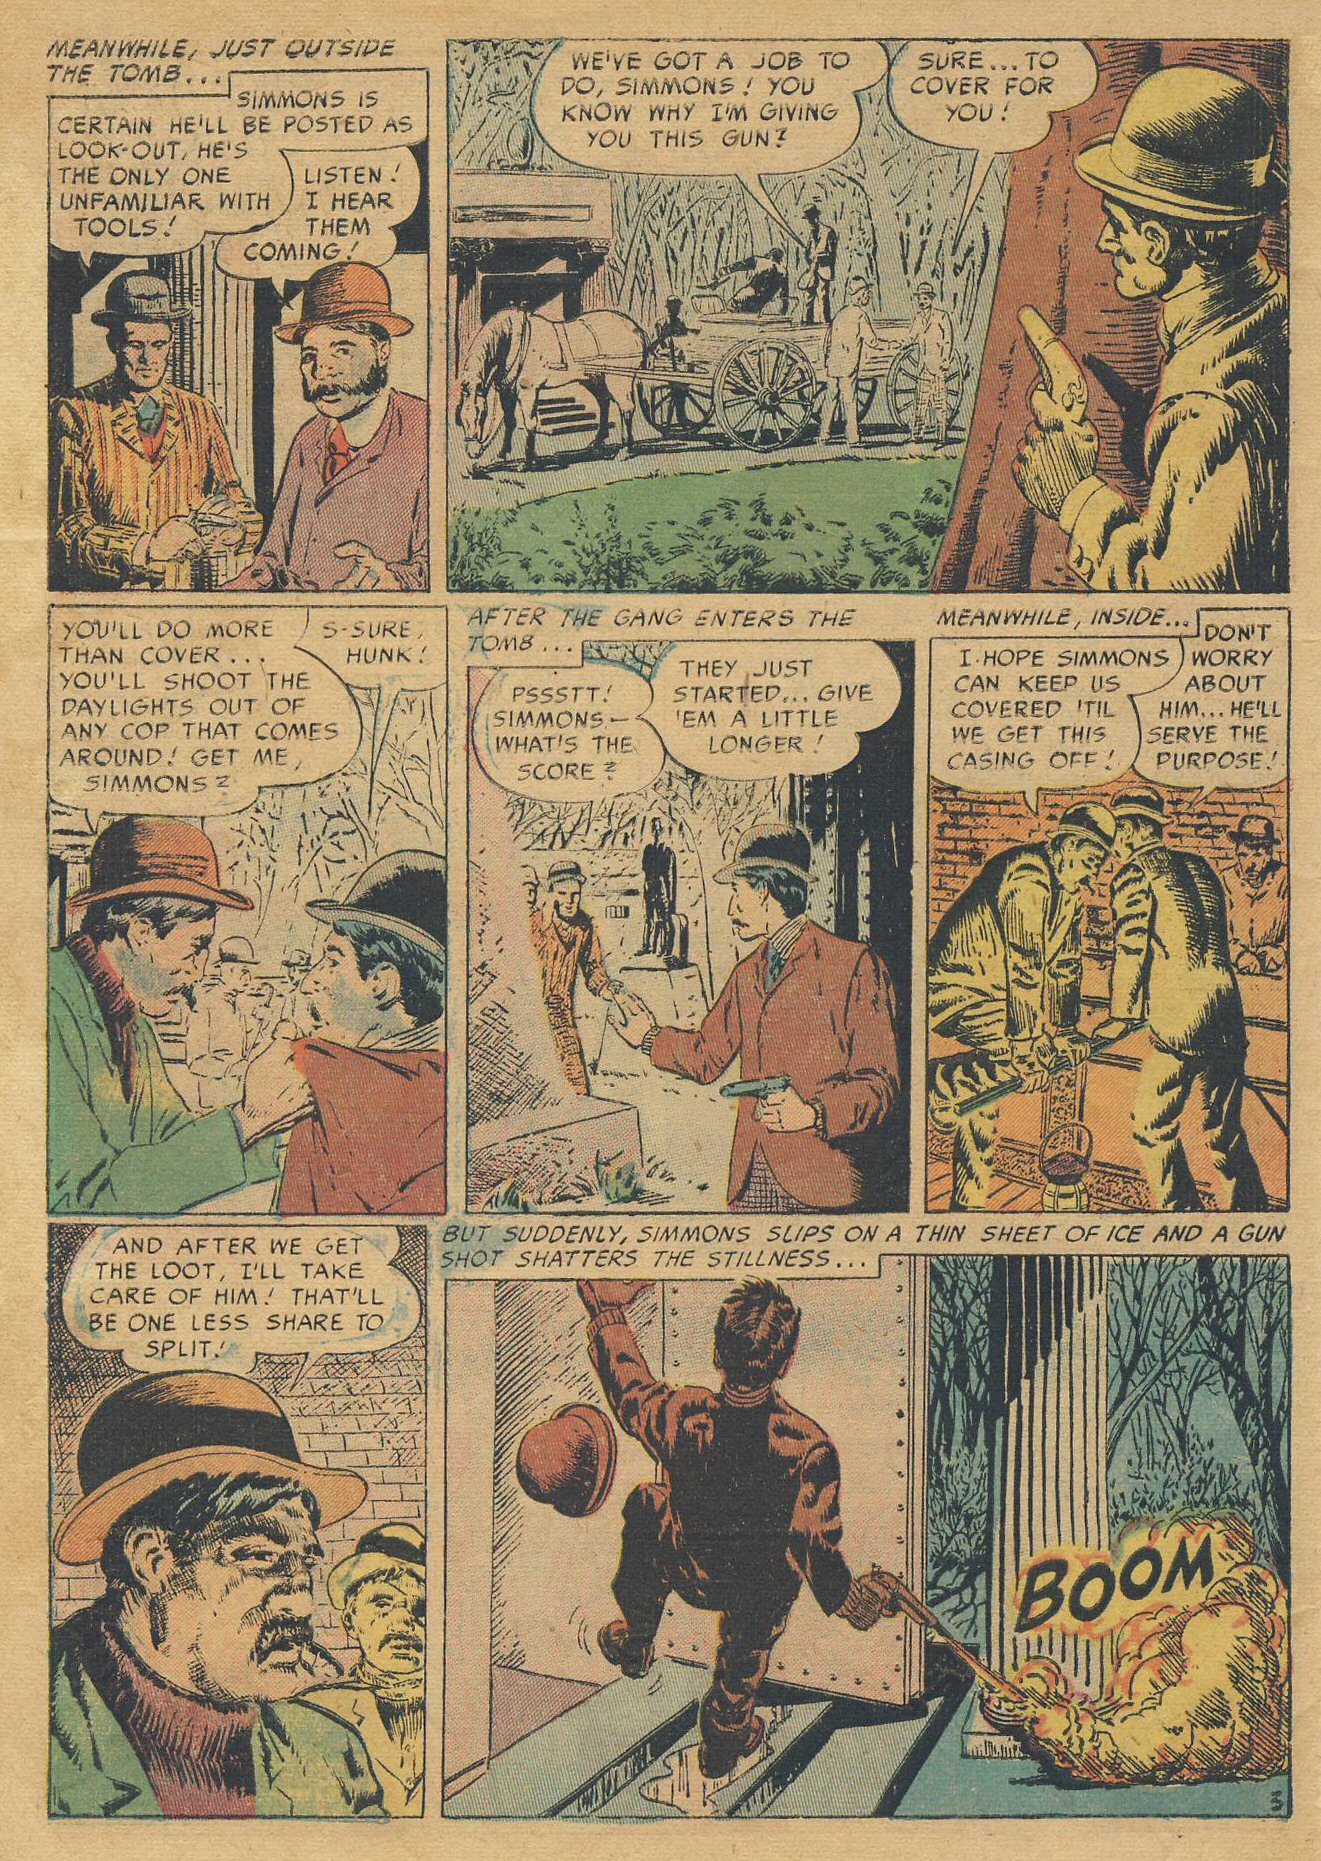 MEANWHILE, JUST OUTSIDE
THE TOMB...
SIMMONS IS
CERTAIN HE'LL BE POSTED AS
LOOK-OUT, HE'S
THE ONLY ONE
UNFAMILIAR WITH
TOOLS!
LISTEN!
I HEAR
THEM
COMING!
WE'VE GOT A JOB TO
DO, SIMMONS! YOU
KNOW WHY I'M GIVING
YOU THIS GUN?
SURE...TO
COVER FOR
YOU!
YOU'LL DO MORE
THAN COVER...
YOU'LL SHOOT THE
DAYLIGHTS OUT OF
ANY COP THAT COMES
AROUND! GET ME,
SIMMONS?
S-SURE,
HUNK!
AFTER THE GANG ENTERS THE
TOMB...
PSSSTT!
SIMMONS—
WHAT'S THE
SCORE?
THEY JUST
STARTED... GIVE
'EM A LITTLE
LONGER!
MEANWHILE, INSIDE...
I HOPE SIMMONS
CAN KEEP US
COVERED 'TIL
WE GET THIS
CASING OFF!
DON'T
WORRY
ABOUT
HIM... HE'LL
SERVE THE
PURPOSE!
AND AFTER WE GET
THE LOOT, I'LL TAKE
CARE OF HIM! THAT'LL
BE ONE LESS SHARE TO
SPLIT!
BUT SUDDENLY, SIMMONS SLIPS ON A THIN SHEET OF ICE AND A GUN
SHOT SHATTERS THE STILLNESS...
BOOM